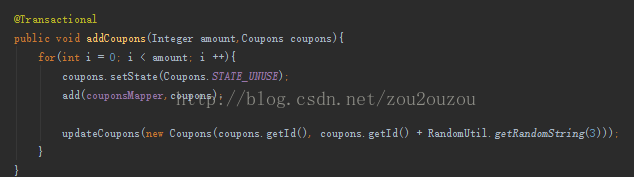 @Transactional
public void addCoupons(Integer amount,Coupons coupons){
for(int i = 0; i < amount; i ++){
coupons.setState(Coupons.STATE_UNUSE);
add(couponsMapper,coupons);
http://blog.csdn.net/zou2ouzou
updateCoupons(new Coupons(coupons.getId(), coupons.getId() + RandomUtil.getRandomString(3)));
}
}